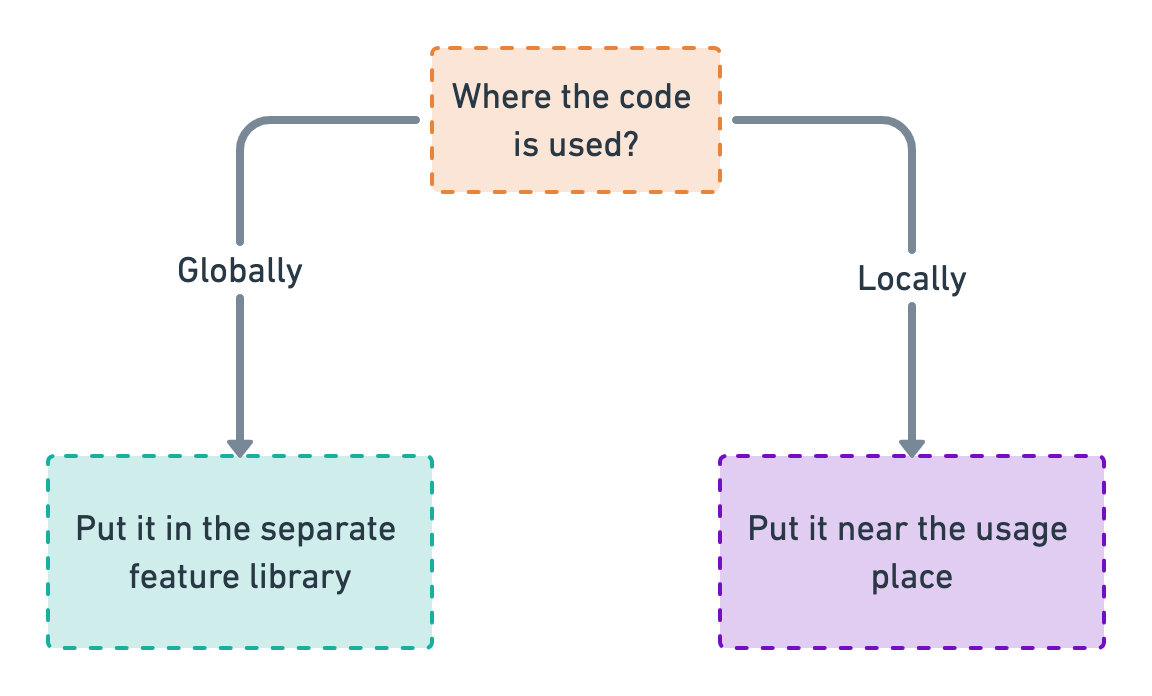 Where the code
is used?
Globally
Locally
Put it in the separate
feature library
Put it near the usage
place